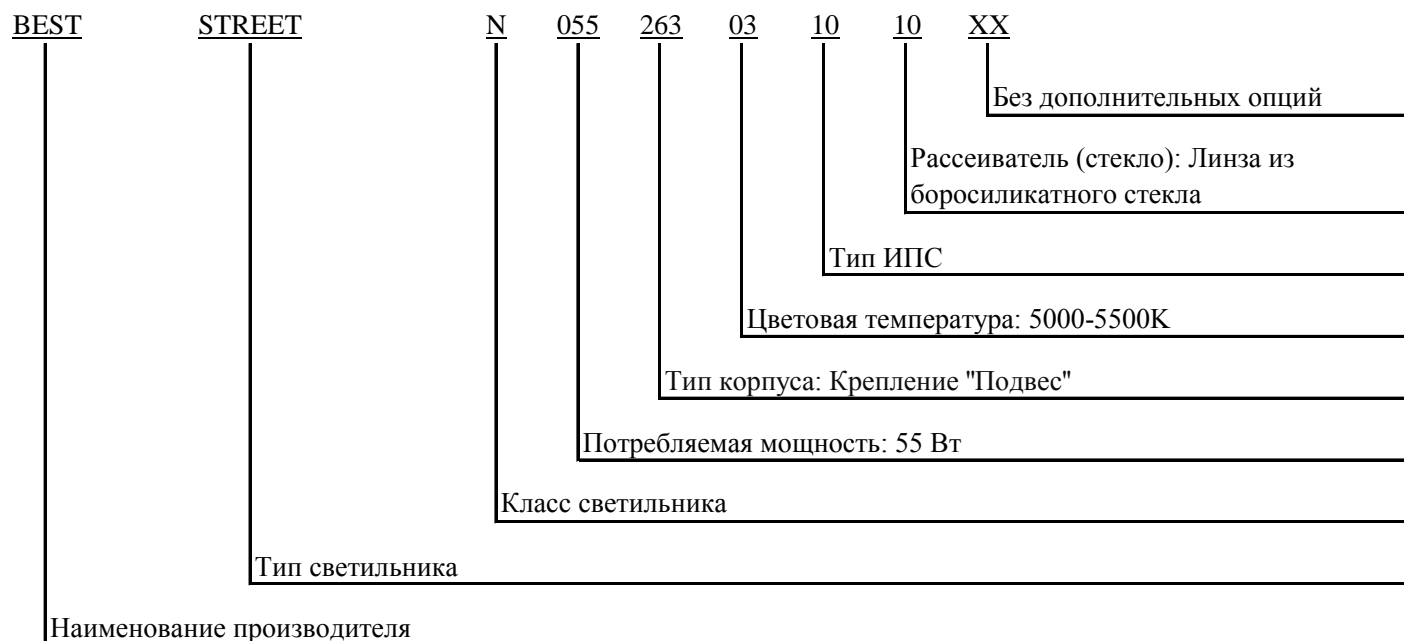 BEST STREET N 055 263 03 10 10 XX
Без дополнительных опций
Рассеиватель (стекло): Линза из
боросиликатного стекла
Тип ИПС
Цветовая температура: 5000-5500K
Тип корпуса: Крепление "Подвес"
Потребляемая мощность: 55 Вт
Класс светильника
Тип светильника
Наименование производителя